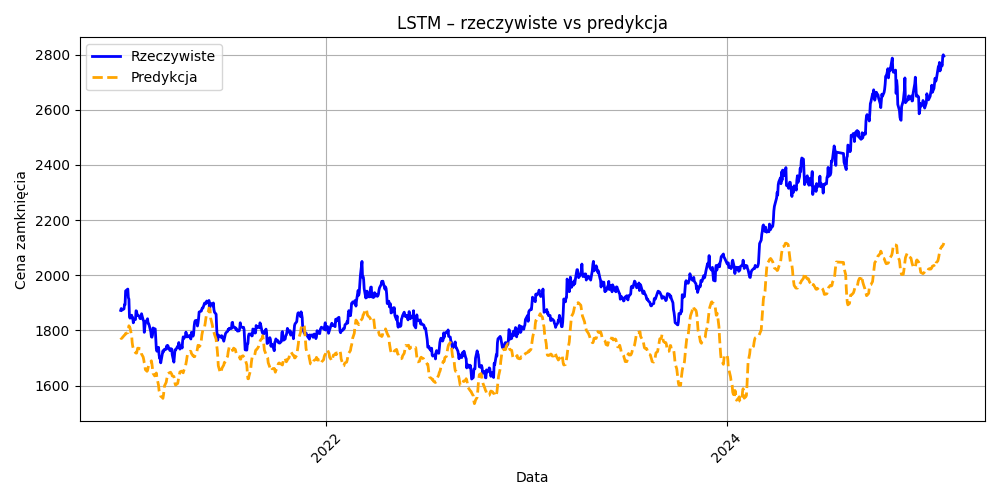 LSTM – rzeczywiste vs predykcja
Rzeczywiste
Predykcja
2800
2600
2400
2200
2000
1800
1600
Cena zamknięcia
2022
2024
Data